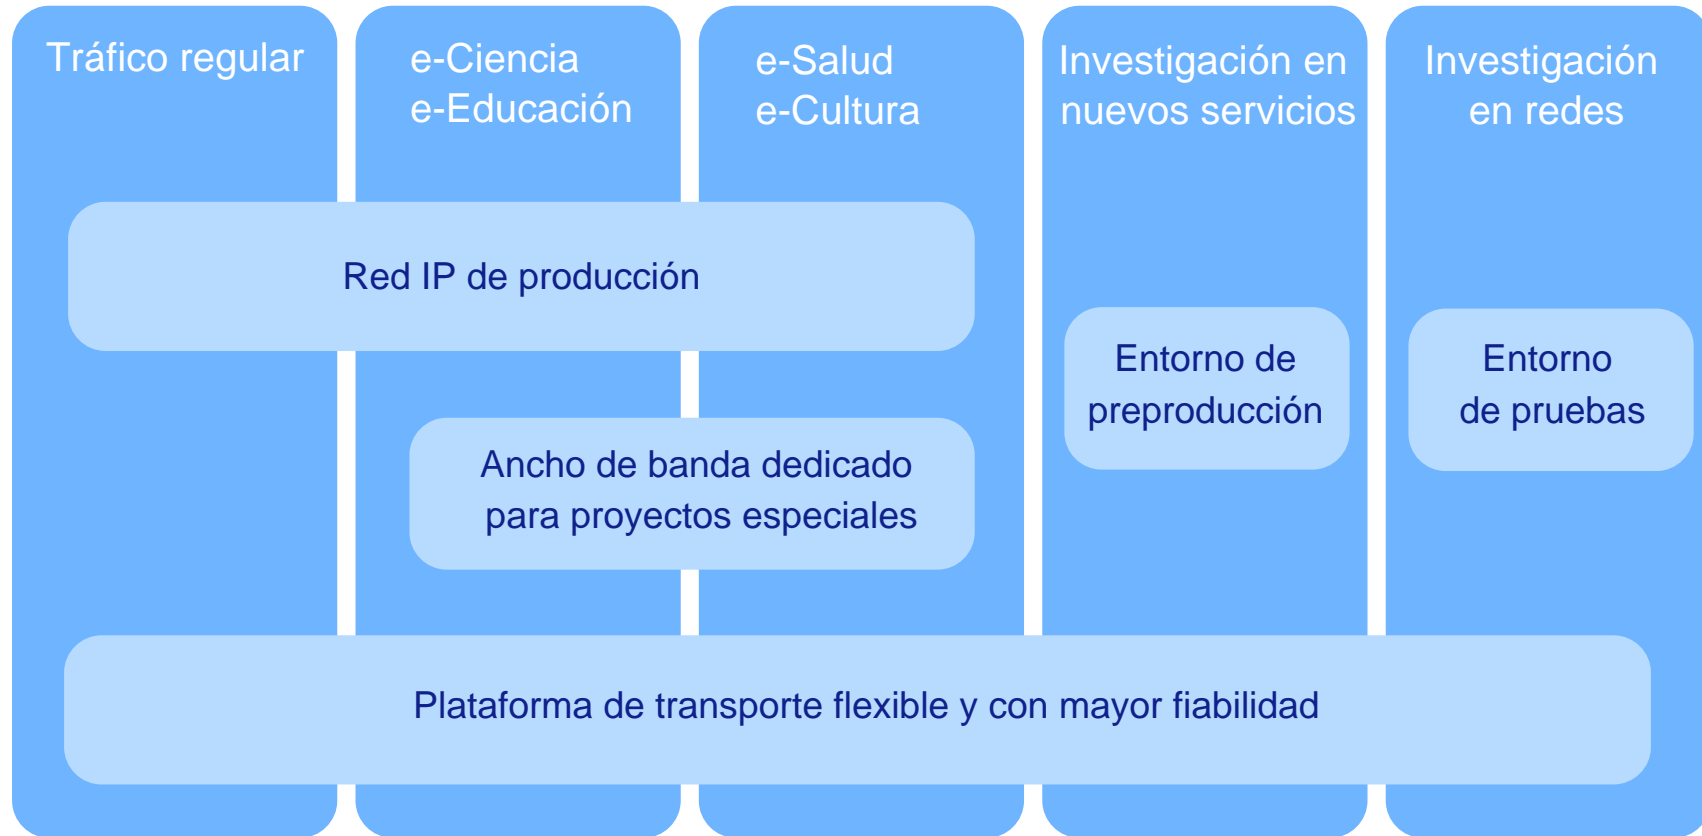 Tráfico regular
e-Ciencia
e-Educación
e-Salud
e-Cultura
Investigación en
nuevos servicios
Investigación
en redes
Red IP de producción
Entorno de
preproducción
Entorno
de pruebas
Ancho de banda dedicado
para proyectos especiales
Plataforma de transporte flexible y con mayor fiabilidad